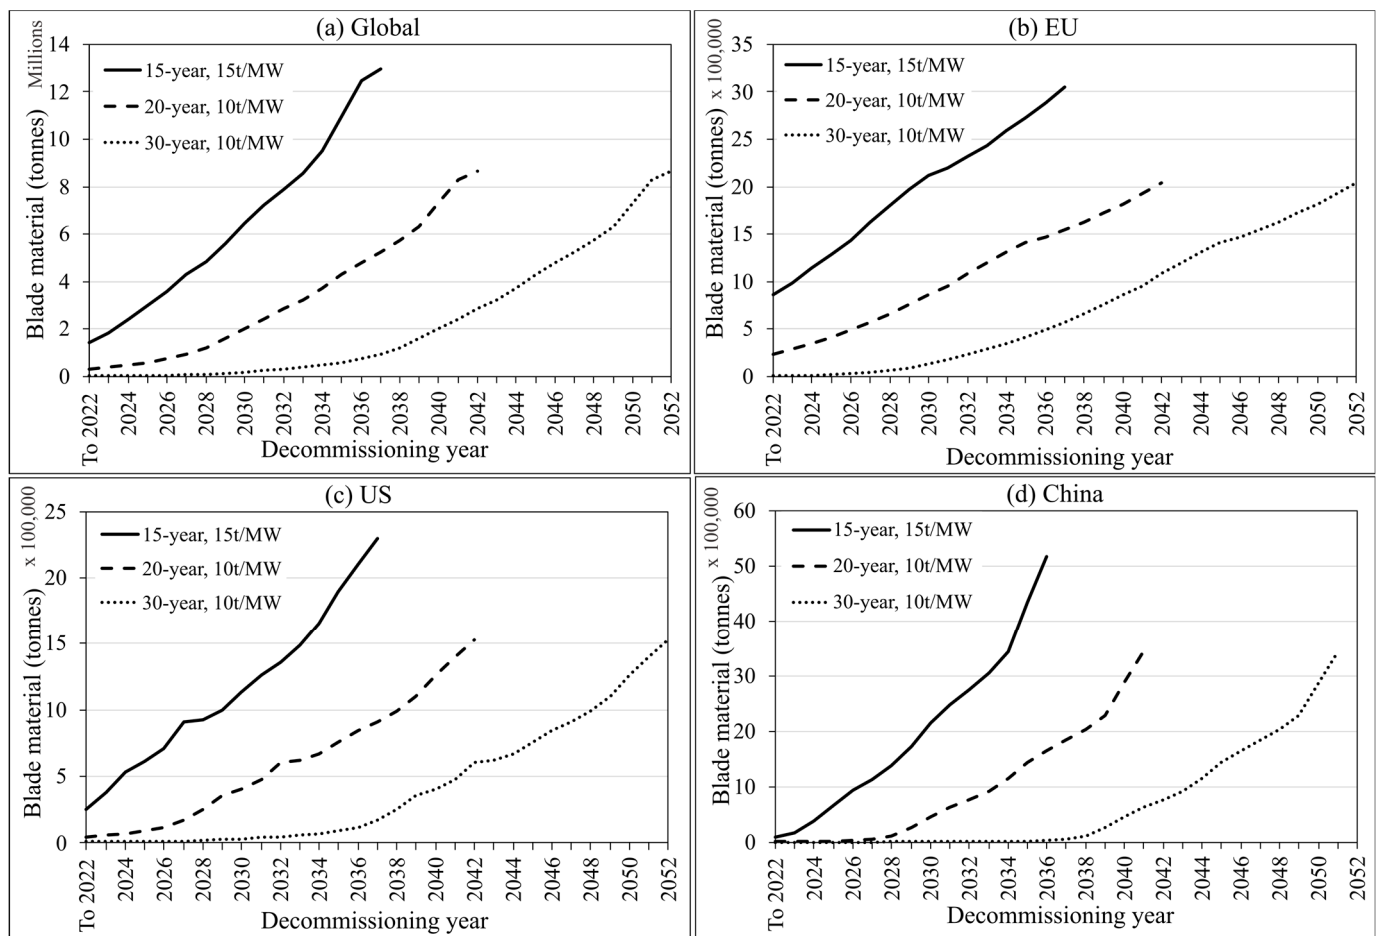 (a) Global
Millions
Blade material (tonnes)
14
12
10
8
6
4
2
0
15-year, 15t/MW
20-year, 10t/MW
30-year, 10t/MW
To 2022
2024
2026
2028
2030
2032
2034
2036
2038
2040
2042
2044
2046
2048
2050
2052
Decommissioning year
(b) EU
x 100,000
Blade material (tonnes)
35
30
25
20
15
10
5
0
15-year, 15t/MW
20-year, 10t/MW
30-year, 10t/MW
To 2022
2024
2026
2028
2030
2032
2034
2036
2038
2040
2042
2044
2046
2048
2050
2052
Decommissioning year
(c) US
x 100,000
Blade material (tonnes)
25
20
15
10
5
0
15-year, 15t/MW
20-year, 10t/MW
30-year, 10t/MW
To 2022
2024
2026
2028
2030
2032
2034
2036
2038
2040
2042
2044
2046
2048
2050
2052
Decommissioning year
(d) China
x 100,000
Blade material (tonnes)
60
50
40
30
20
10
0
15-year, 15t/MW
20-year, 10t/MW
30-year, 10t/MW
To 2022
2024
2026
2028
2030
2032
2034
2036
2038
2040
2042
2044
2046
2048
2050
2052
Decommissioning year